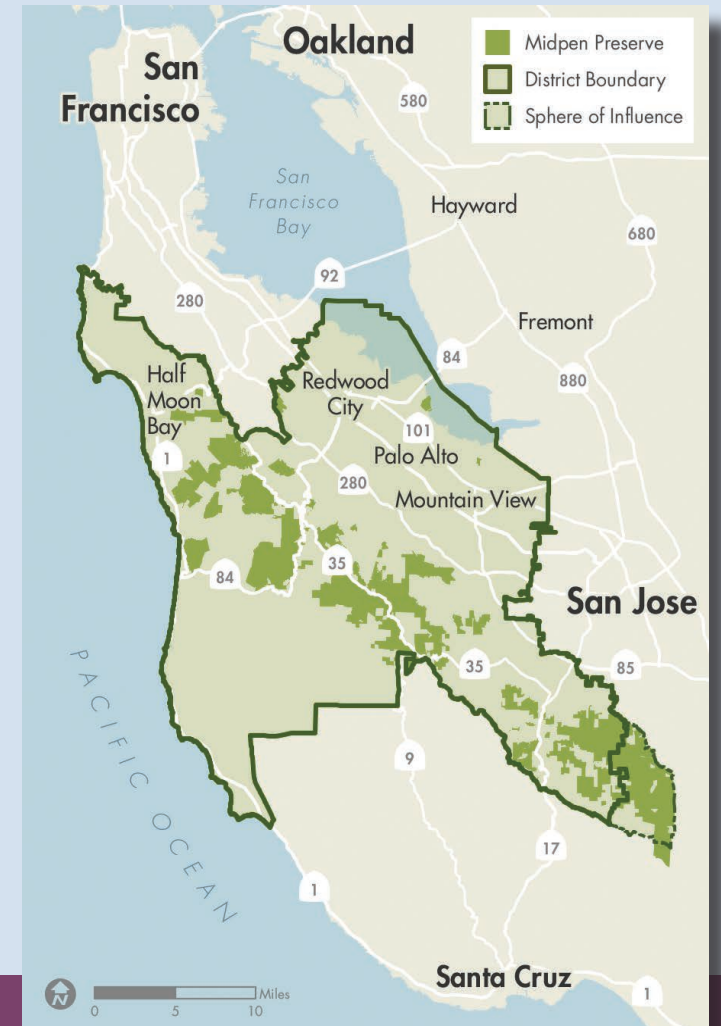 Oakland
San
Francisco
Midpen Preserve
District Boundary
Sphere of Influence
580
San
Francisco
Bay
Hayward
680
92
280
Fremont
84
880
Half
Moon
Bay
Redwood
City
101
1
Palo Alto
280
Mountain View
84
35
San Jose
35
85
PACIFIC OCEAN
9
17
1
Santa Cruz
1
N
Miles
0 5 10